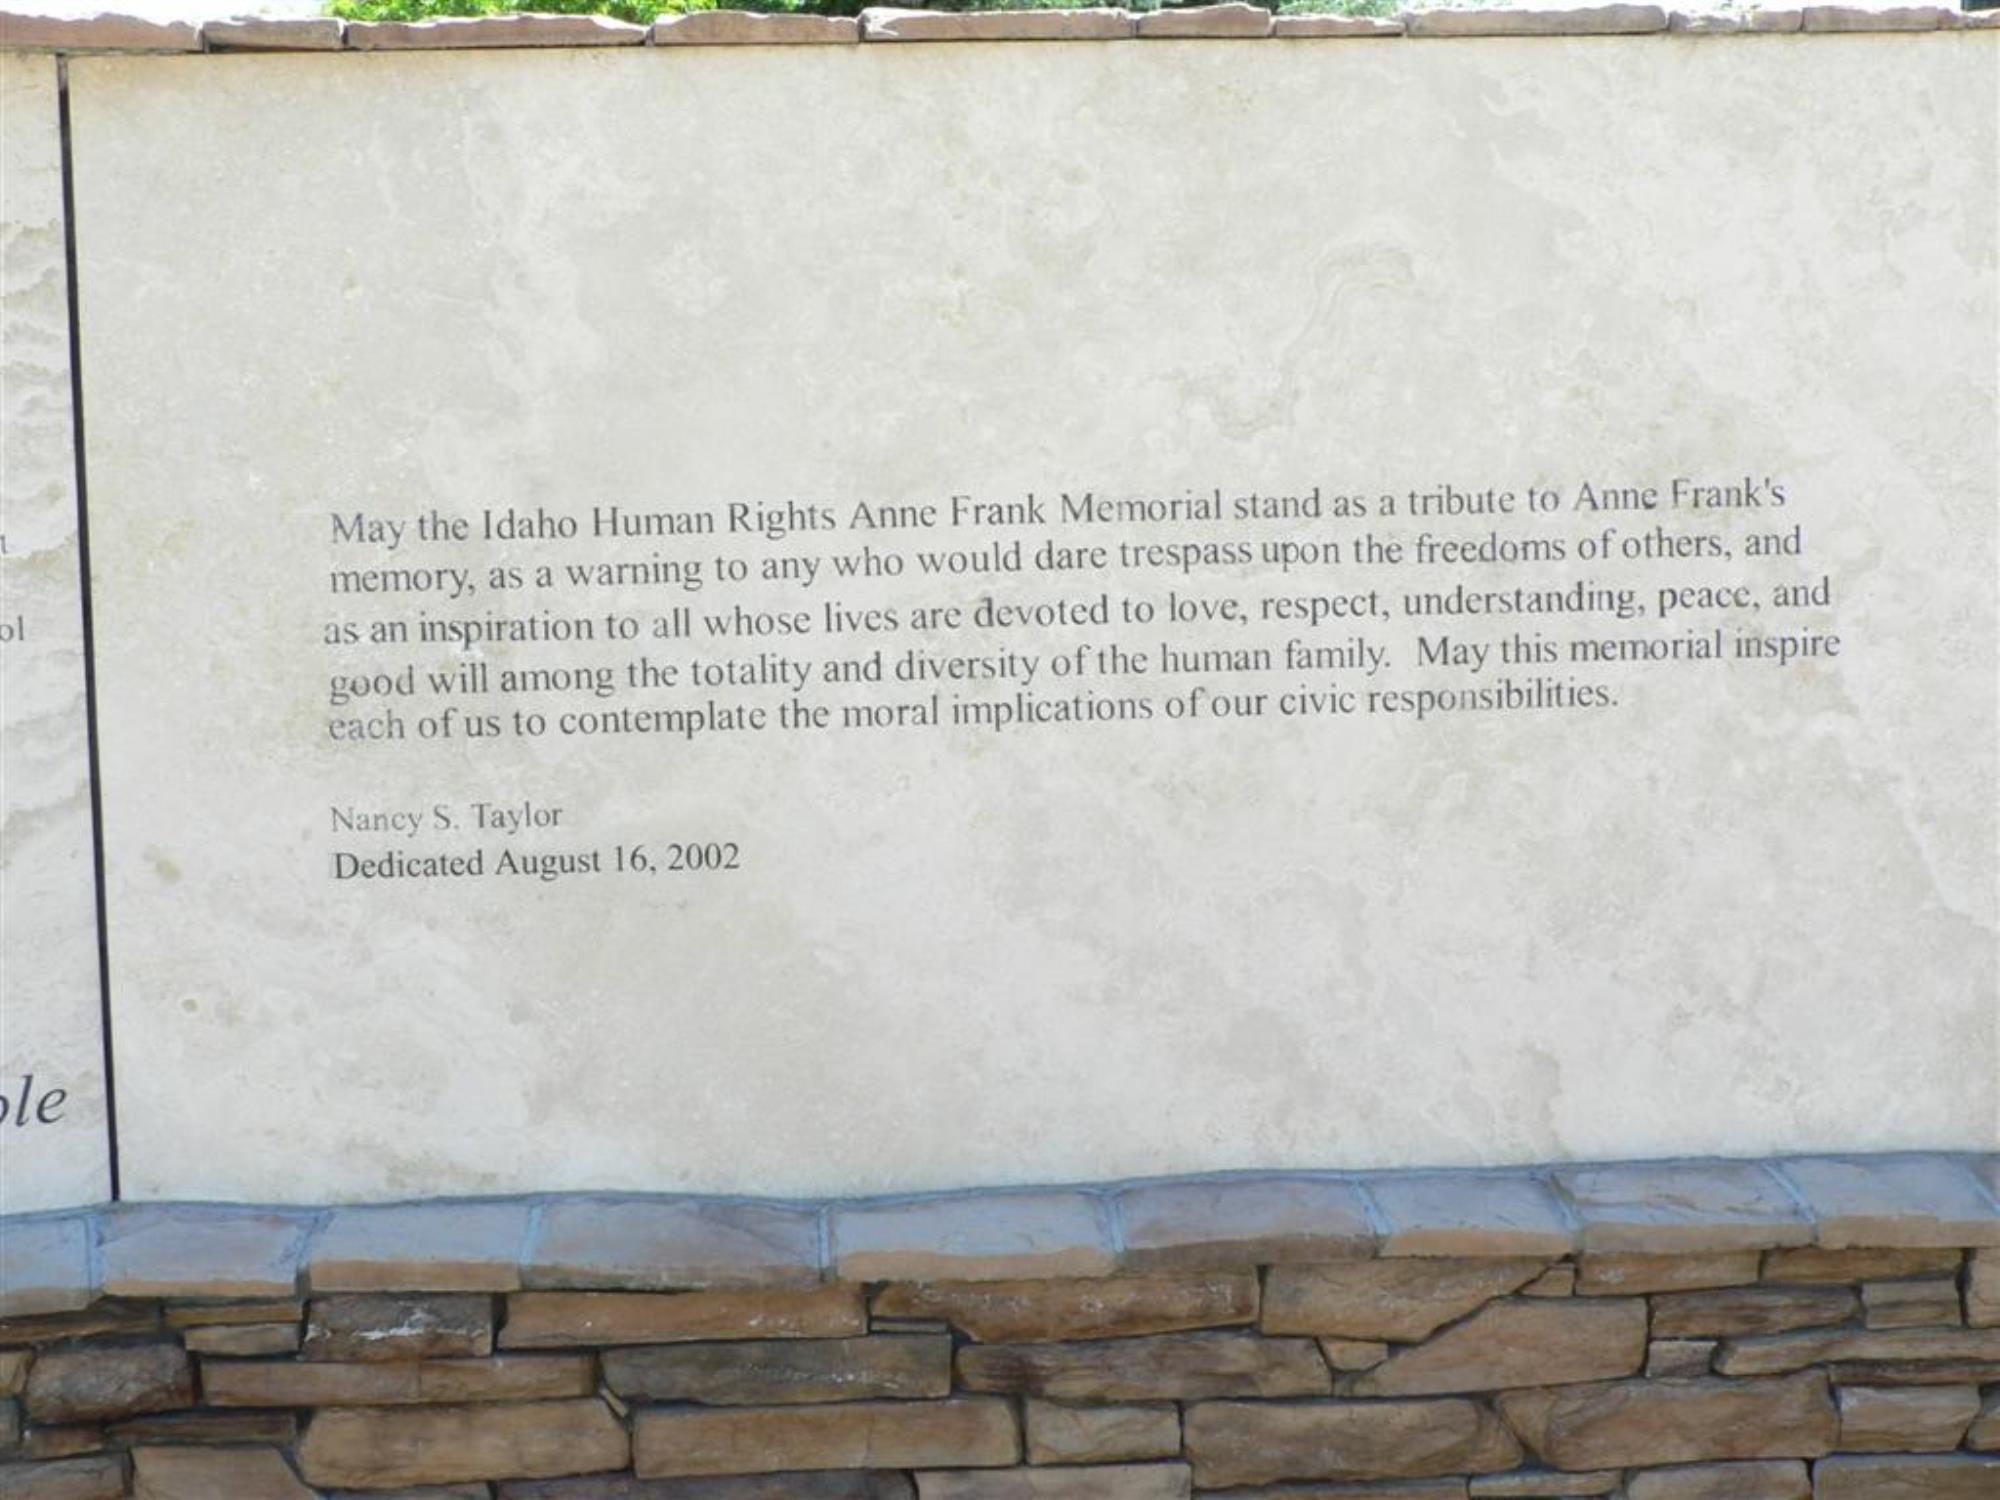 May the Idaho Human Rights Anne Frank Memorial stand as a tribute to Anne Frank's
memory, as a warning to any who would dare trespass upon the freedoms of others, and
as an inspiration to all whose lives are devoted to love, respect, understanding, peace, and
good will among the totality and diversity of the human family. May this memorial inspire
each of us to contemplate the moral implications of our civic responsibilities.
Nancy S. Taylor
Dedicated August 16, 2002